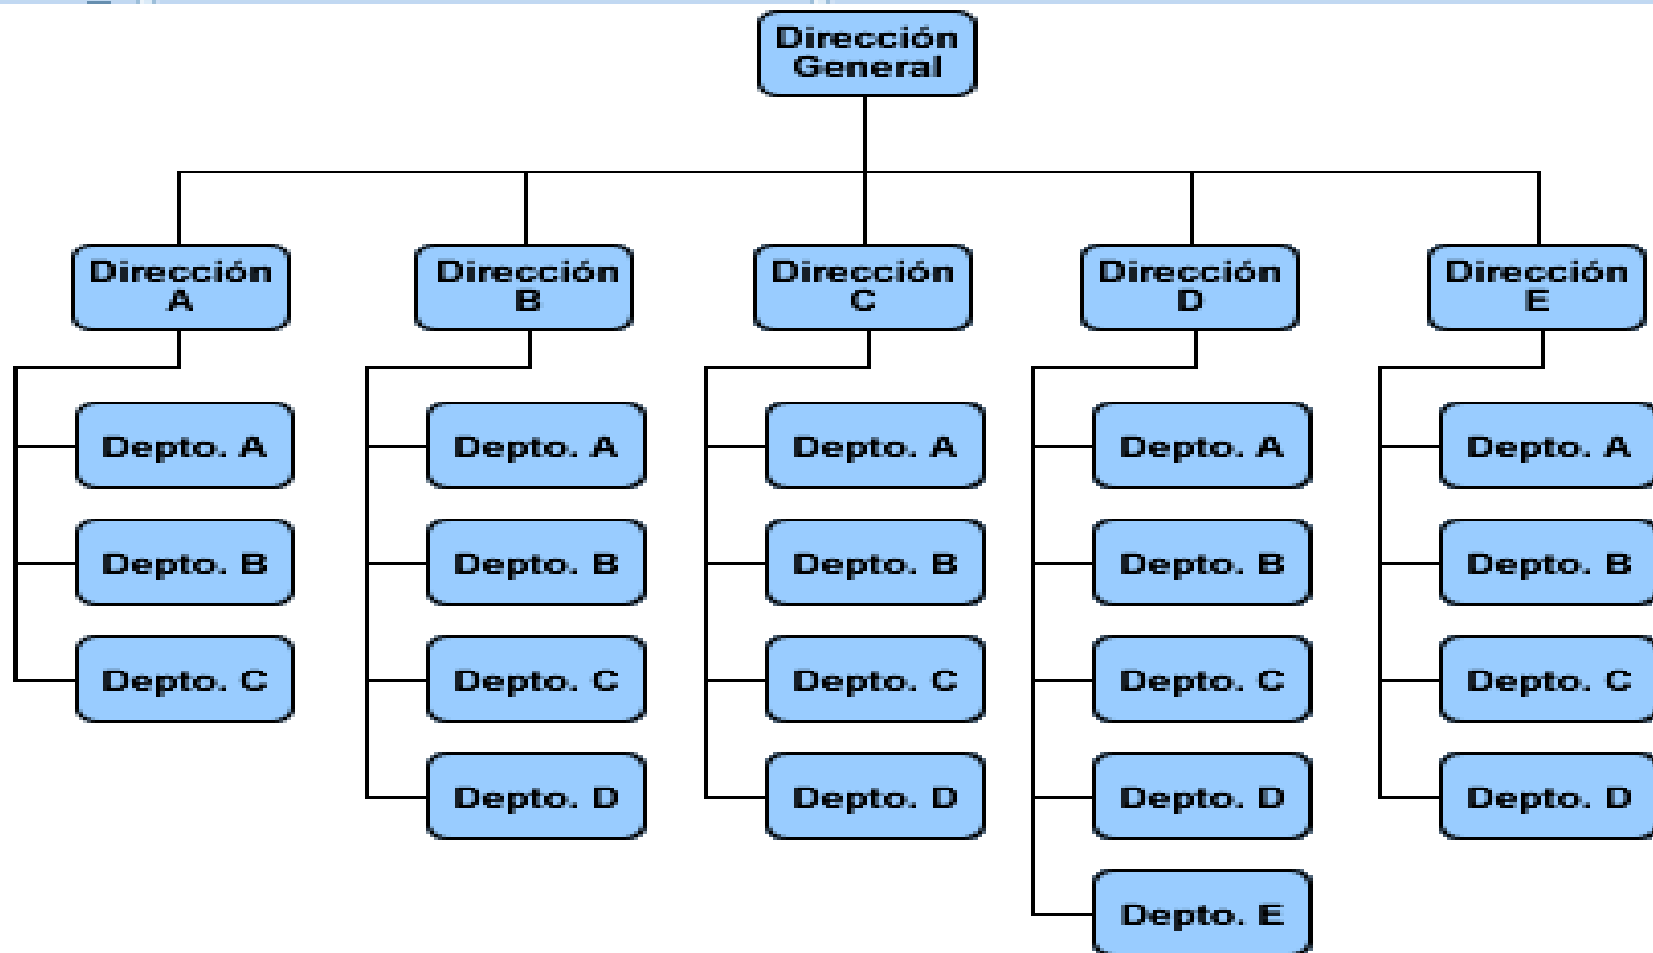 Dirección
General
Dirección
A
Dirección
B
Dirección
C
Dirección
D
Dirección
E
Depto. A
Depto. B
Depto. C
Depto. A
Depto. B
Depto. C
Depto. D
Depto. A
Depto. B
Depto. C
Depto. D
Depto. A
Depto. B
Depto. C
Depto. D
Depto. E
Depto. A
Depto. B
Depto. C
Depto. D